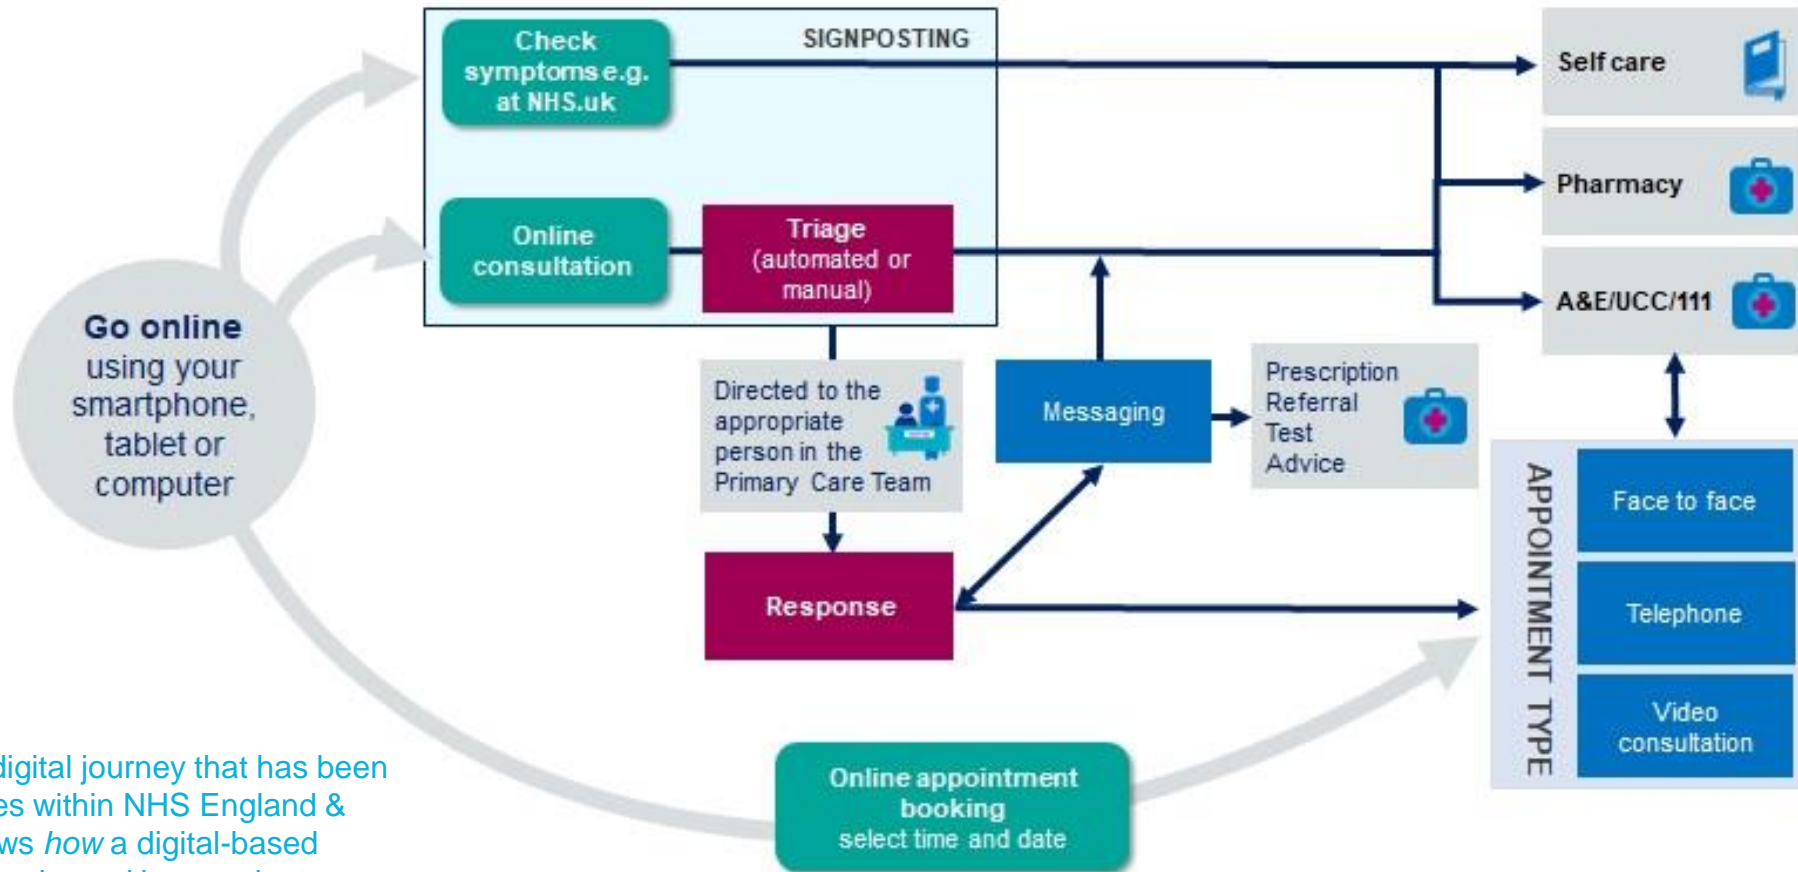 Check
symptoms e.g.
at NHS.uk
SIGNPOSTING
Self care
Pharmacy
A&E/UCC/111
Online
consultation
Triage
(automated or
manual)
Go online
using your
smartphone,
tablet or
computer
Directed to the
appropriate
person in the
Primary Care Team
Messaging
Prescription
Referral
Test
Advice
Response
APPOINTMENT TYPE
Face to face
Telephone
Video
consultation
Online appointment
booking
select time and date
digital journey that has been
es within NHS England &
ws how a digital-based